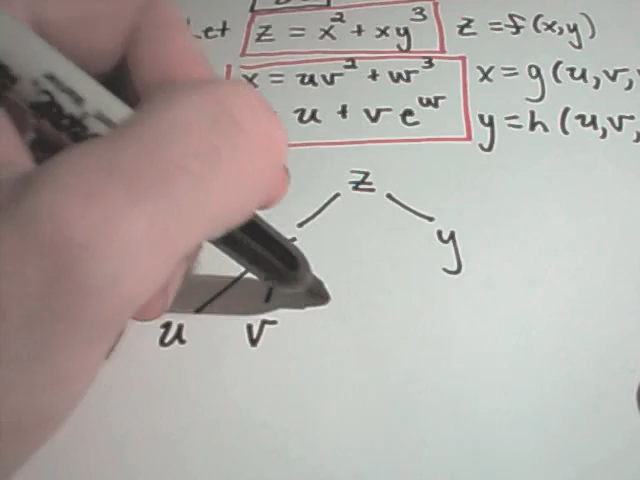 Let z = x² + xy³ z = f(x,y)
x = uv² + w³ x = g(u,v,
u + ve^w y = h(u,v,
z
y
u v